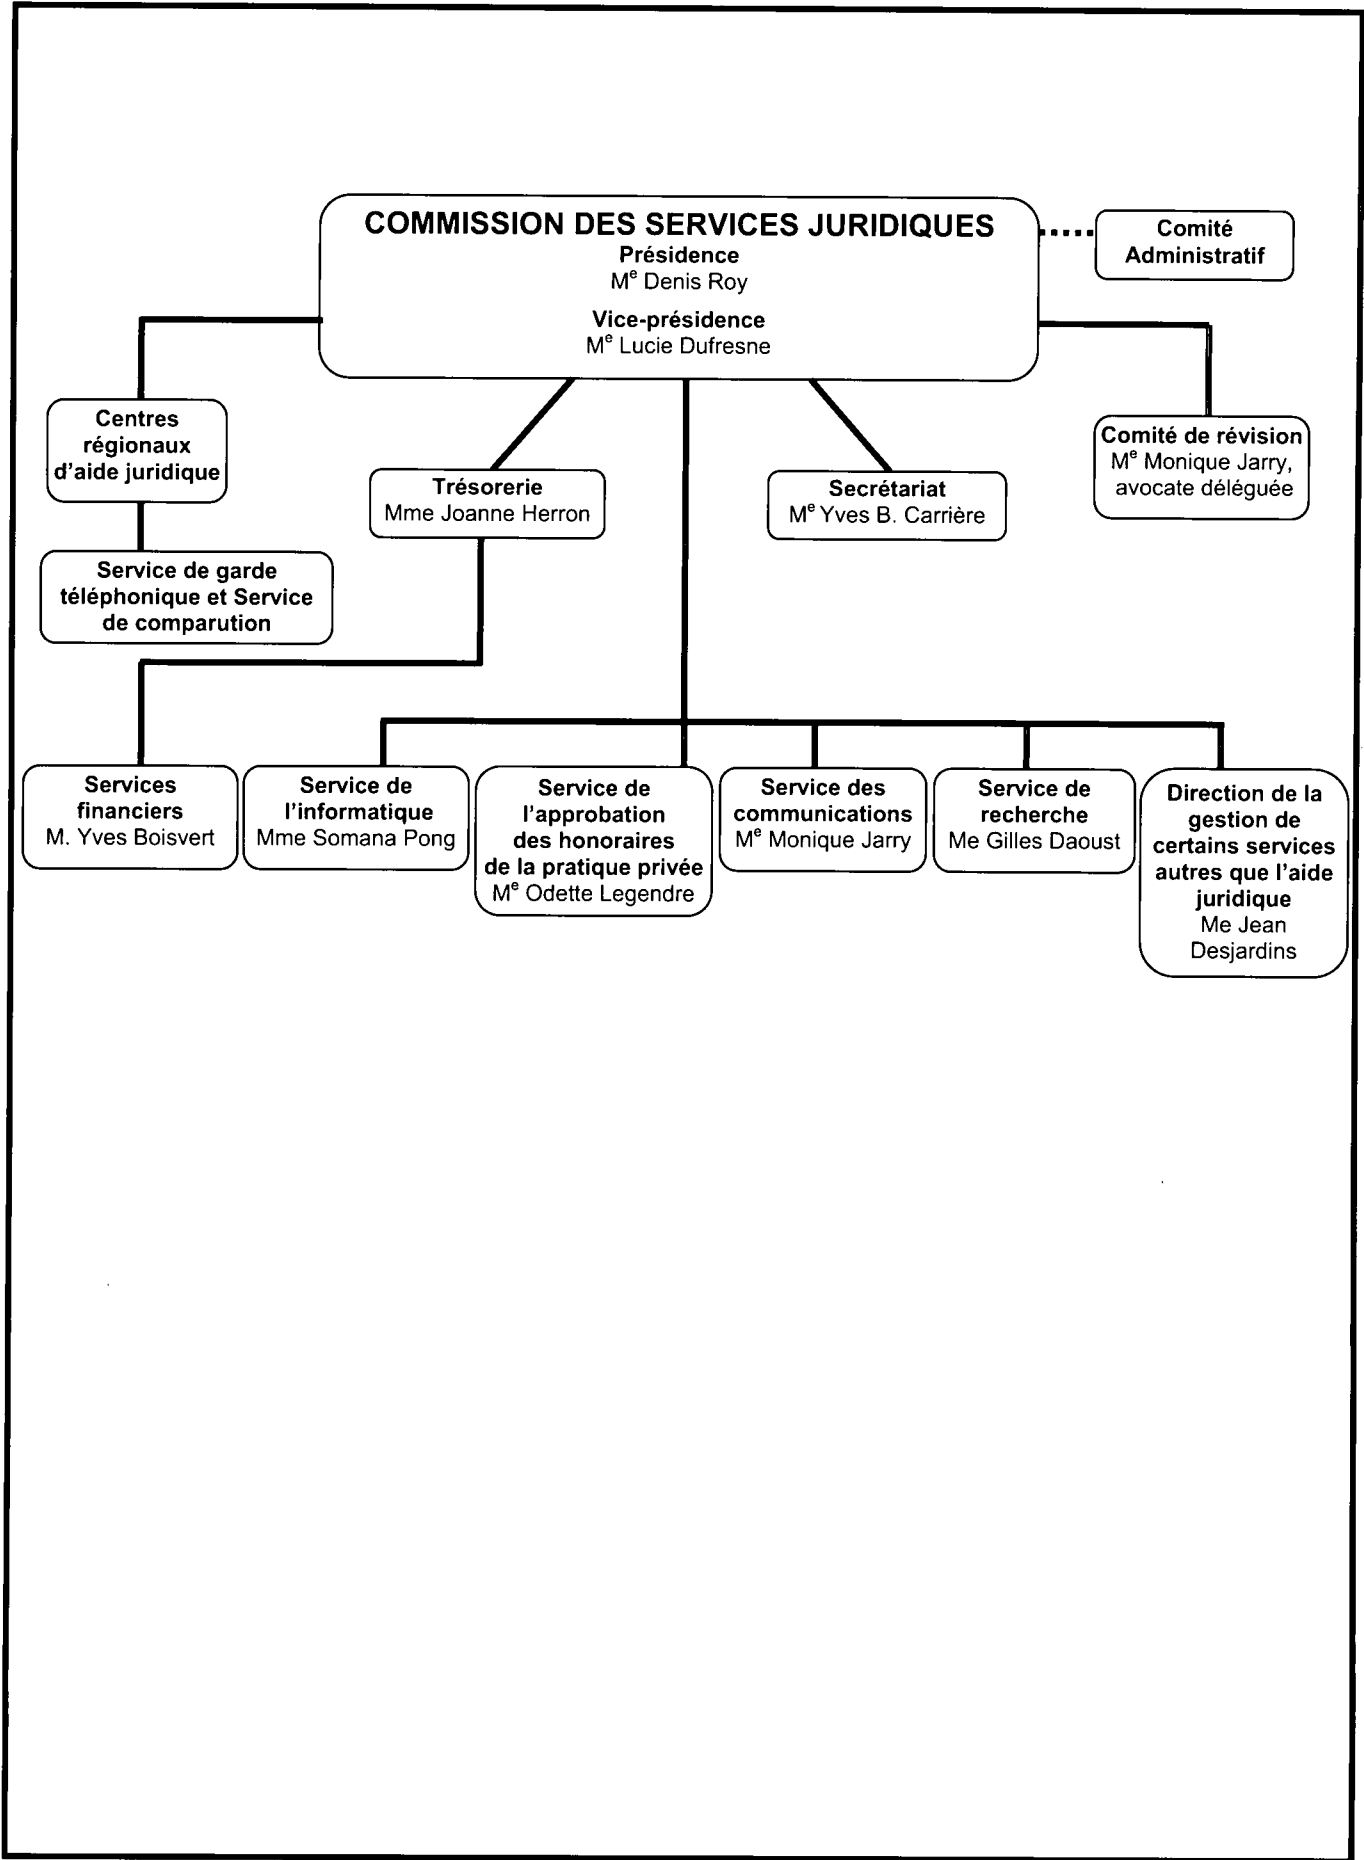 COMMISSION DES SERVICES JURIDIQUES
Présidence
Me Denis Roy
Vice-présidence
Me Lucie Dufresne
Comité
Administratif
Centres
régionaux
d'aide juridique
Service de garde
téléphonique et Service
de comparution
Trésorerie
Mme Joanne Herron
Secrétariat
Me Yves B. Carrière
Comité de révision
Me Monique Jarry,
avocate déléguée
Services
financiers
M. Yves Boisvert
Service de
l'informatique
Mme Somana Pong
Service de
l'approbation
des honoraires
de la pratique privée
Me Odette Legendre
Service des
communications
Me Monique Jarry
Service de
recherche
Me Gilles Daoust
Direction de la
gestion de
certains services
autres que l'aide
juridique
Me Jean
Desjardins